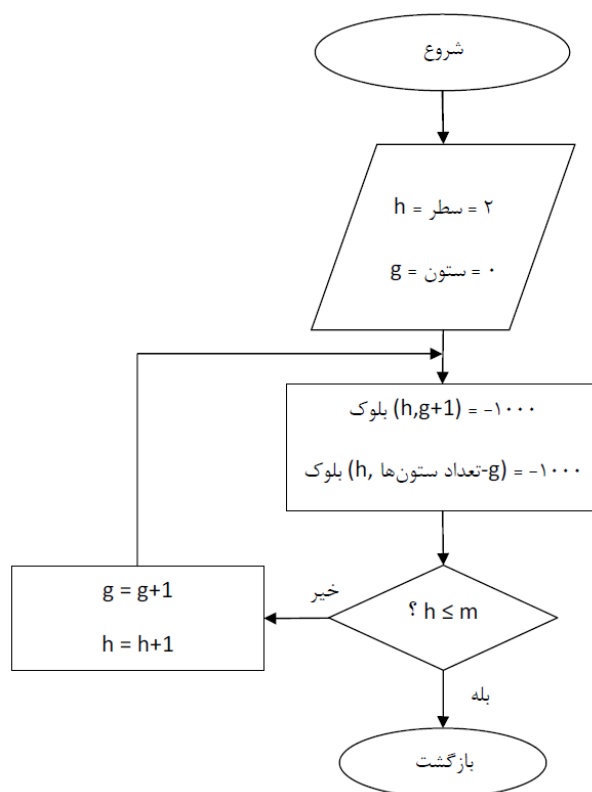 شروع
h = سطر = ۲
g = ستون = ۰
بلوک (h,g+1) = -۱۰۰۰
بلوک (h, تعداد ستون‌ها-g) = -۱۰۰۰
h ≤ m ؟
خیر
g = g+1
h = h+1
بله
بازگشت